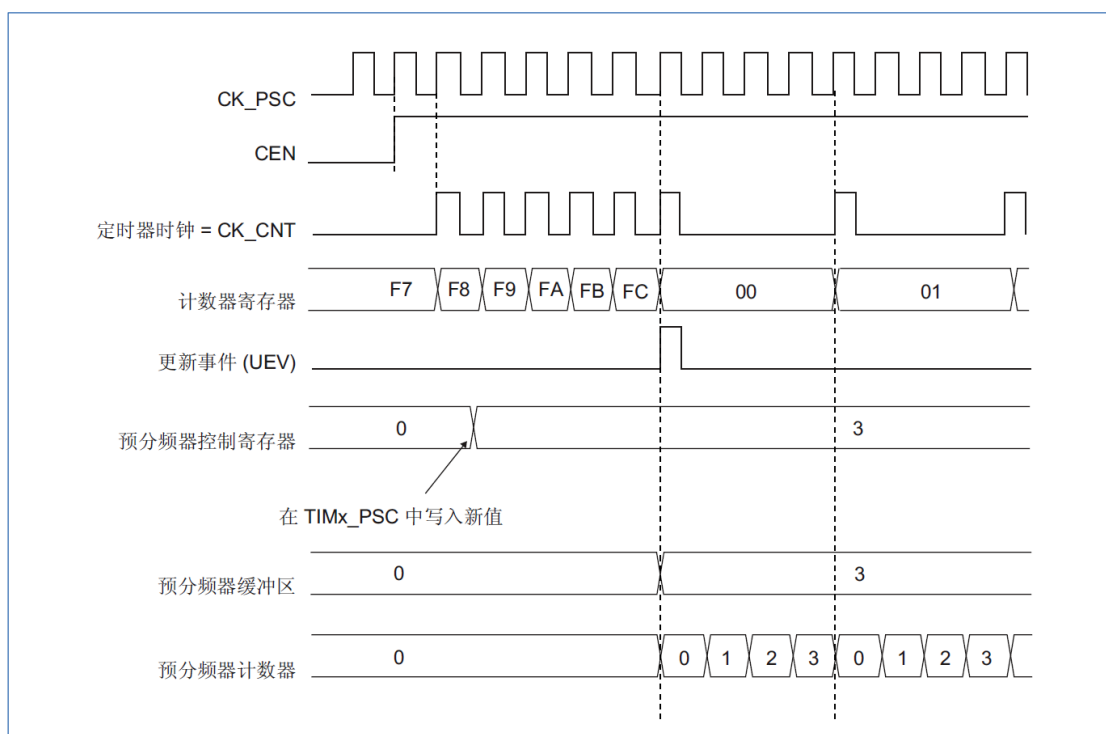 CK_PSC
CEN
定时器时钟 = CK_CNT
计数器寄存器 F7 F8 F9 FA FB FC 00 01
更新事件 (UEV)
预分频器控制寄存器 0 3
在 TIMx_PSC 中写入新值
预分频器缓冲区 0 3
预分频器计数器 0 0 1 2 3 0 1 2 3